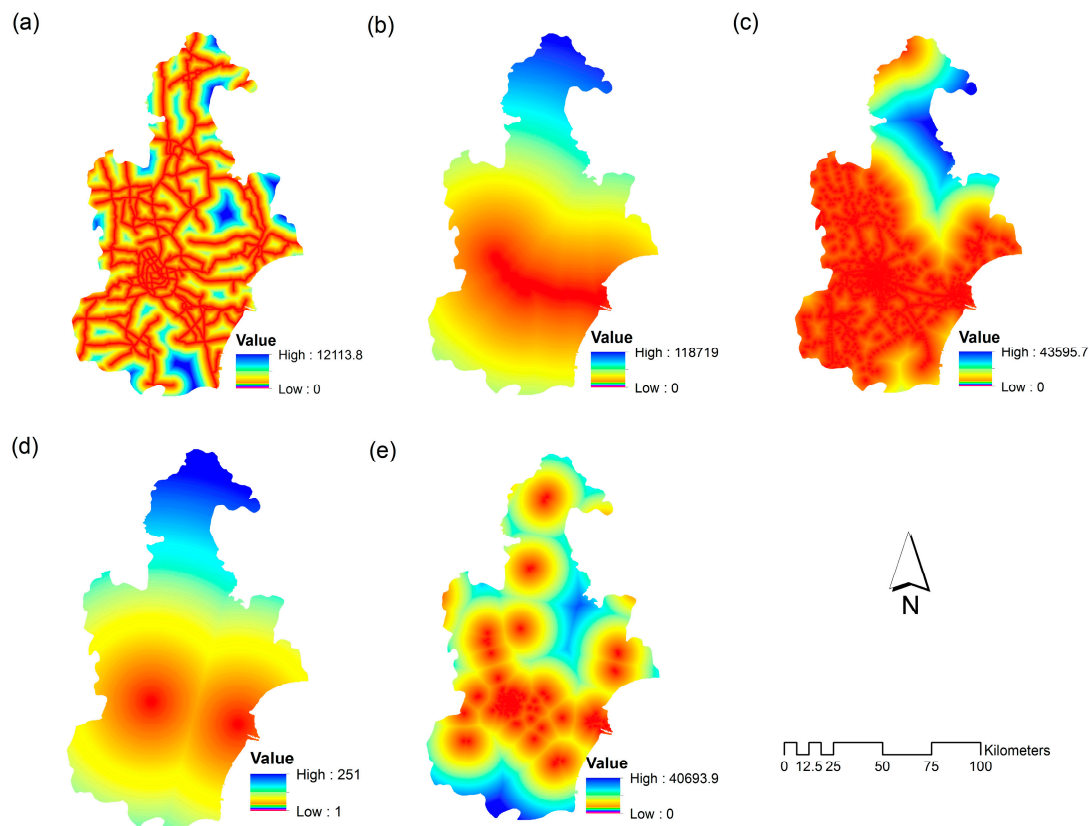 (a)
(b)
(c)
Value
High : 12113.8
Low : 0
Value
High : 118719
Low : 0
Value
High : 43595.7
Low : 0
(d)
(e)
N
Value
High : 251
Low : 1
Value
High : 40693.9
Low : 0
Kilometers
0 12.5 25 50 75 100